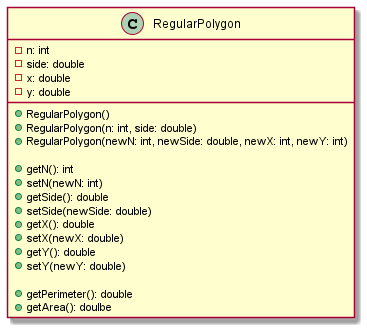 C RegularPolygon
n: int
side: double
x: double
y: double
RegularPolygon()
RegularPolygon(n: int, side: double)
RegularPolygon(newN: int, newSide: double, newX: int, newY: int)
getN(): int
setN(newN: int)
getSide(): double
setSide(newSide: double)
getX(): double
setX(newX: double)
getY(): double
setY(newY: double)
getPerimeter(): double
getArea(): doulbe